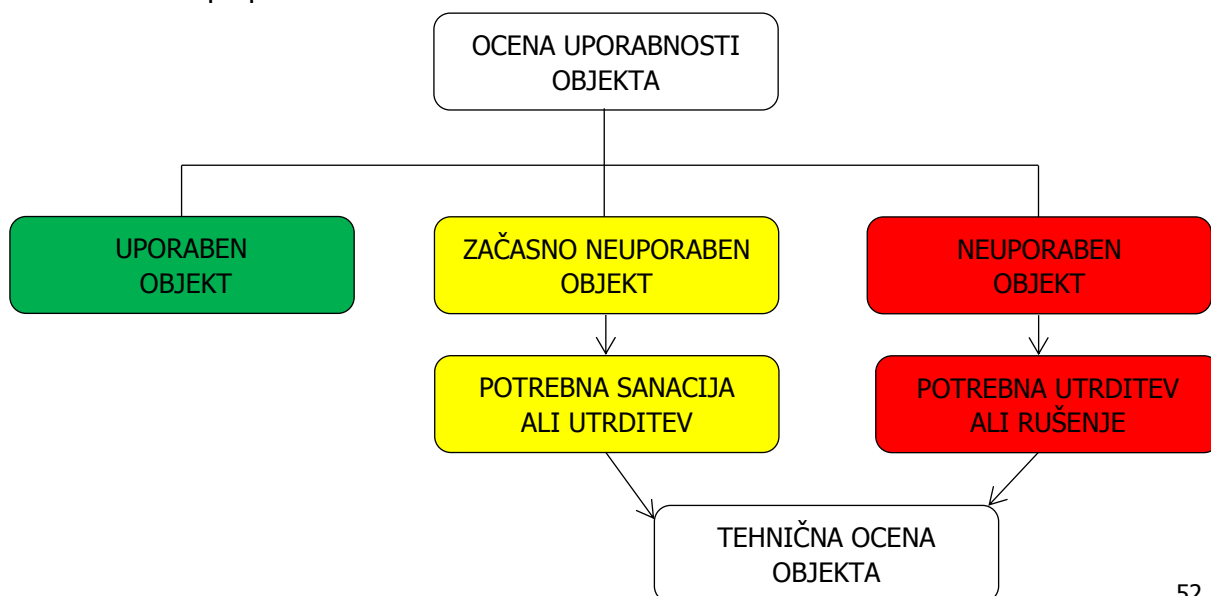 OCENA UPORABNOSTI
OBJEKTA
UPORABEN
OBJEKT
ZAČASNO NEUPORABEN
OBJEKT
NEUPORABEN
OBJEKT
POTREBNA SANACIJA
ALI UTRDITEV
POTREBNA UTRDITEV
ALI RUŠENJE
TEHNIČNA OCENA
OBJEKTA
52